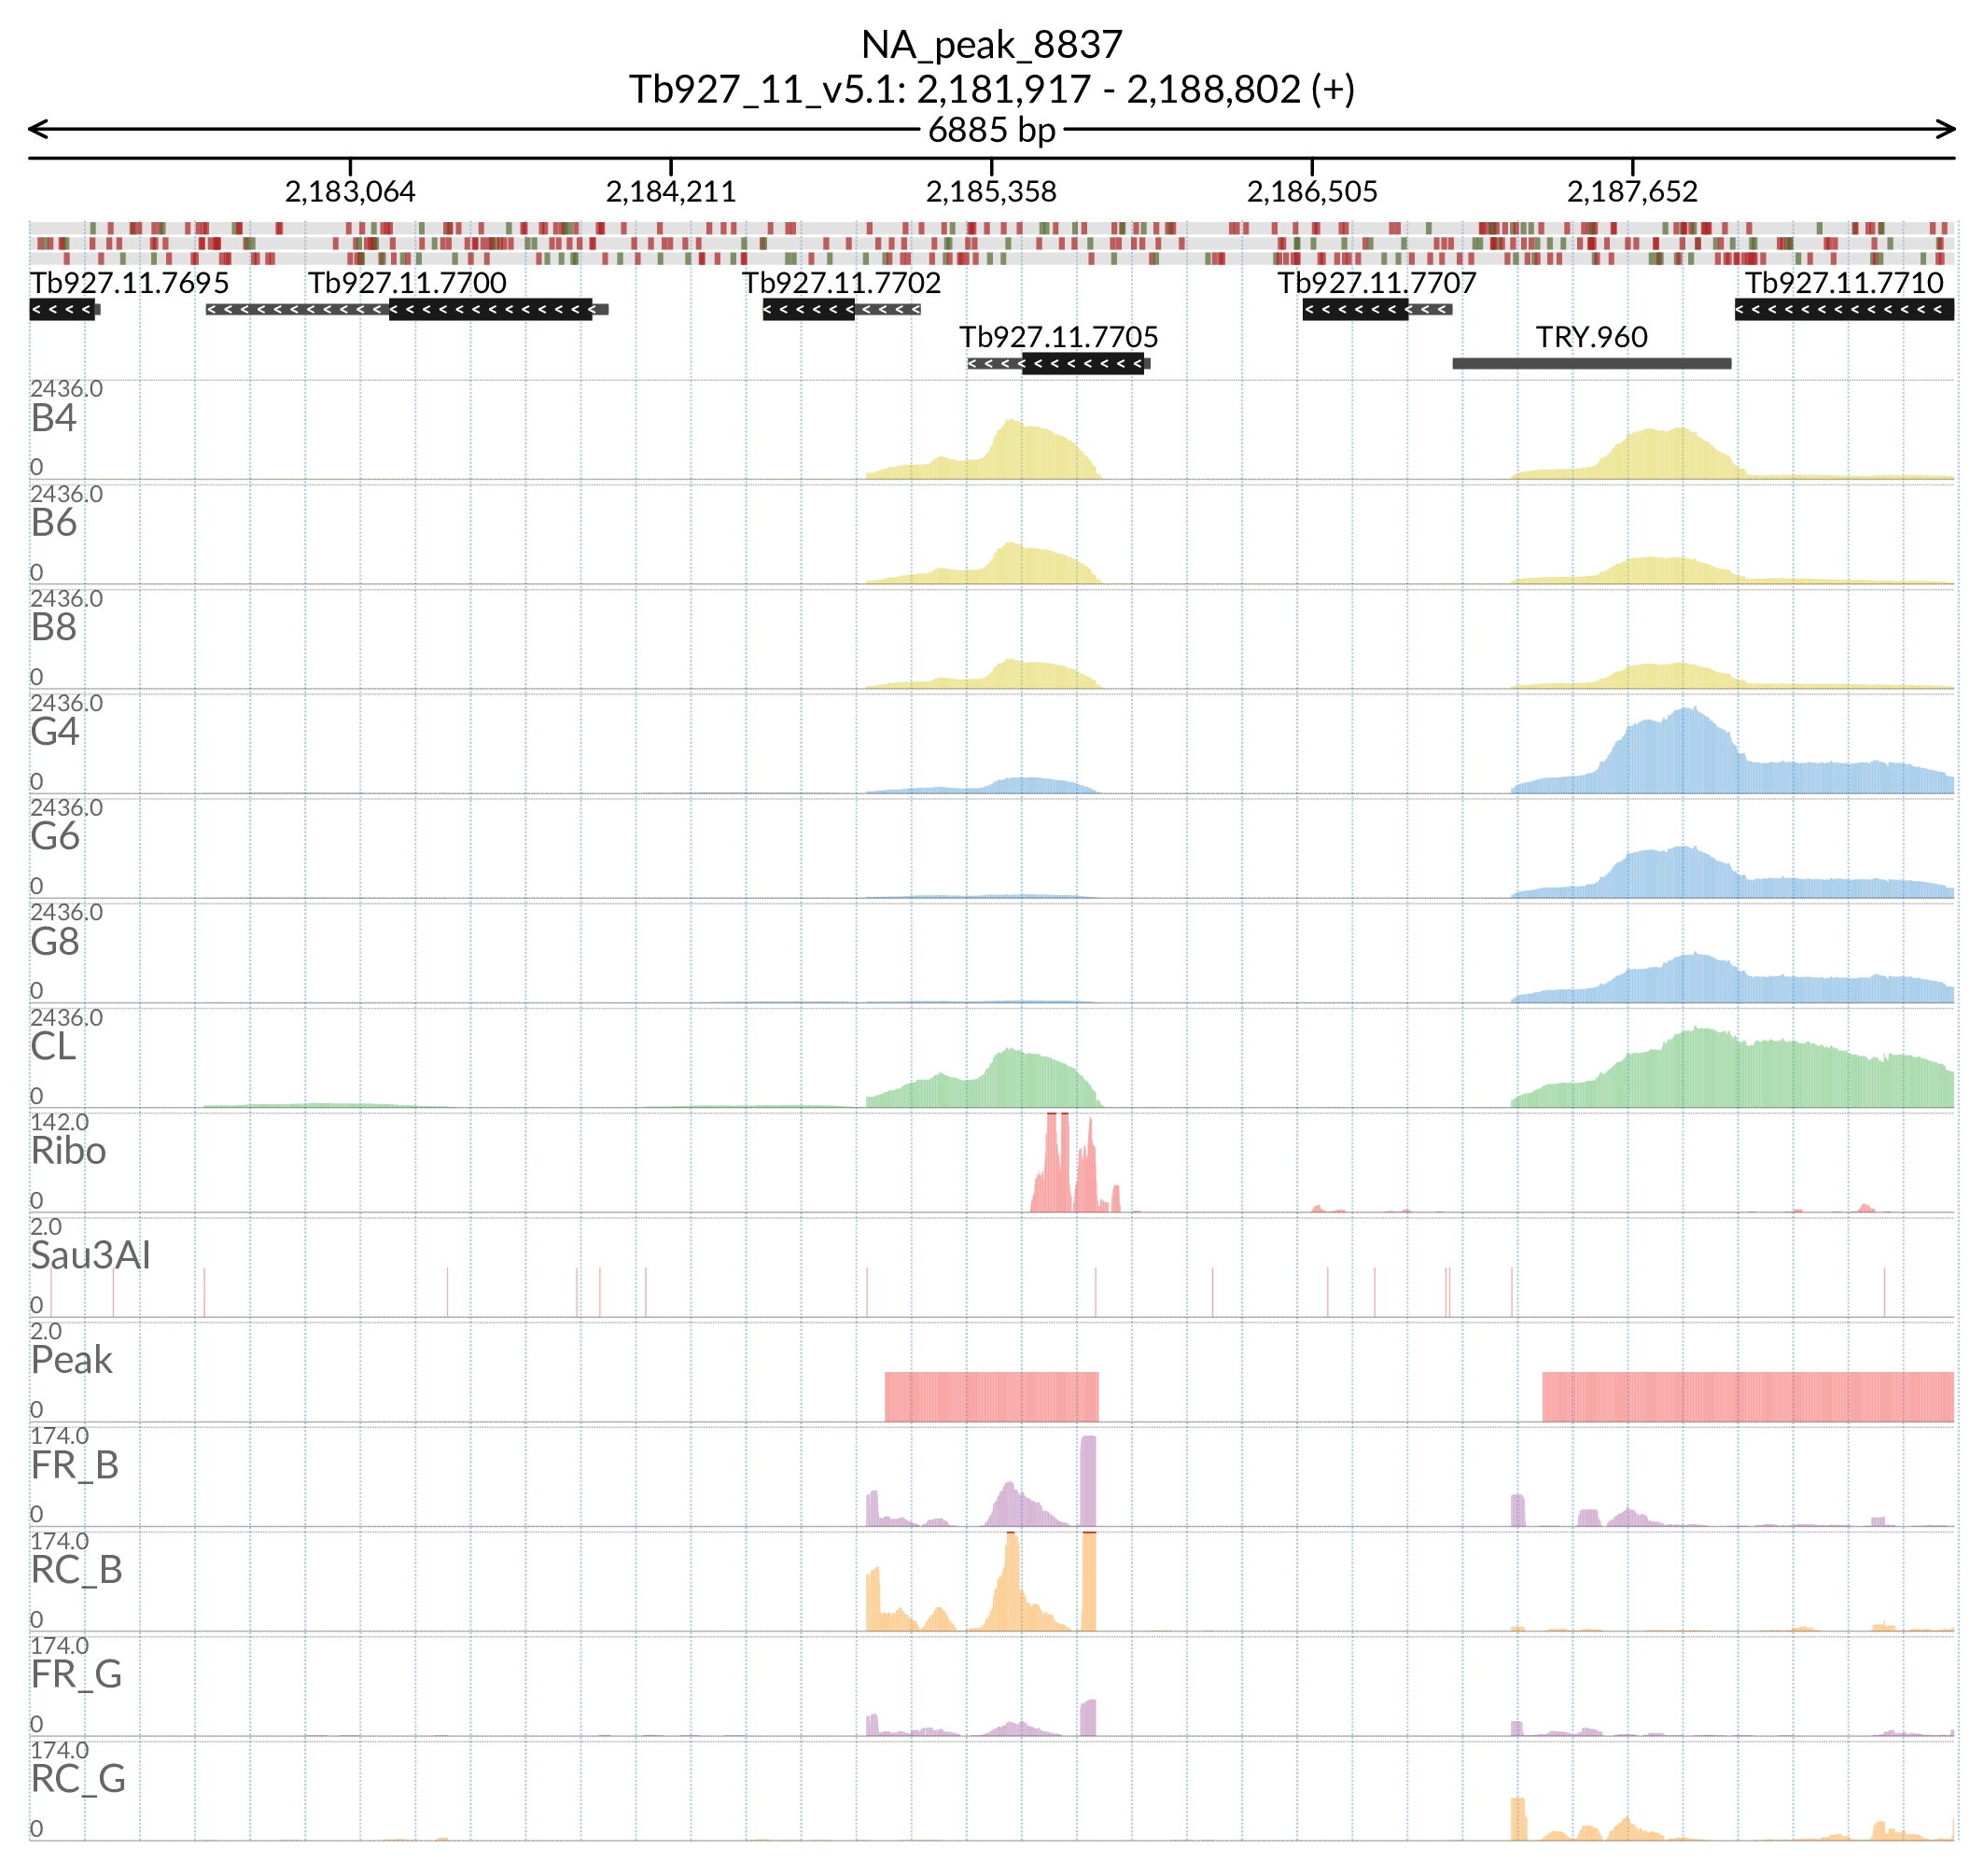 NA_peak_8837
Tb927_11_v5.1: 2,181,917 - 2,188,802 (+)
6885 bp
2,183,064 2,184,211 2,185,358 2,186,505 2,187,652
Tb927.11.7695 Tb927.11.7700 Tb927.11.7702 Tb927.11.7707 Tb927.11.7710
Tb927.11.7705 TRY.960
2436.0
B4
0
2436.0
B6
0
2436.0
B8
0
2436.0
G4
0
2436.0
G6
0
2436.0
G8
0
2436.0
CL
0
142.0
Ribo
0
2.0
Sau3AI
0
2.0
Peak
0
174.0
FR_B
0
174.0
RC_B
0
174.0
FR_G
0
174.0
RC_G
0